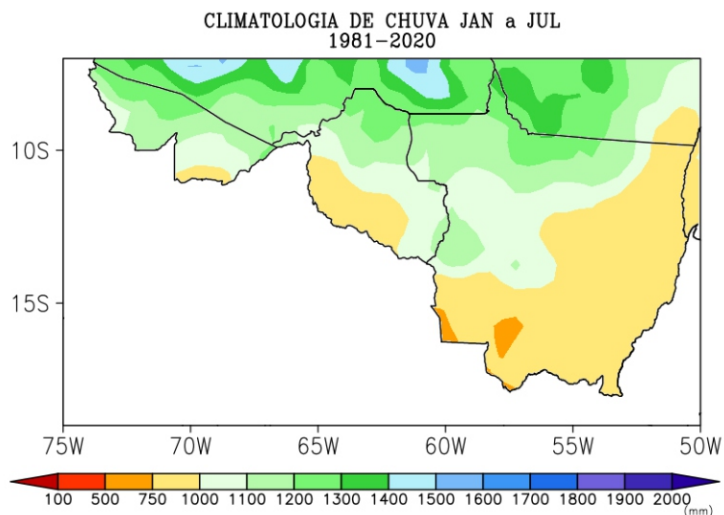 CLIMATOLOGIA DE CHUVA JAN a JUL
1981-2020
10S
15S
75W 70W 65W 60W 55W 50W
100 500 750 1000 1100 1200 1300 1400 1500 1600 1700 1800 1900 2000
(mm)